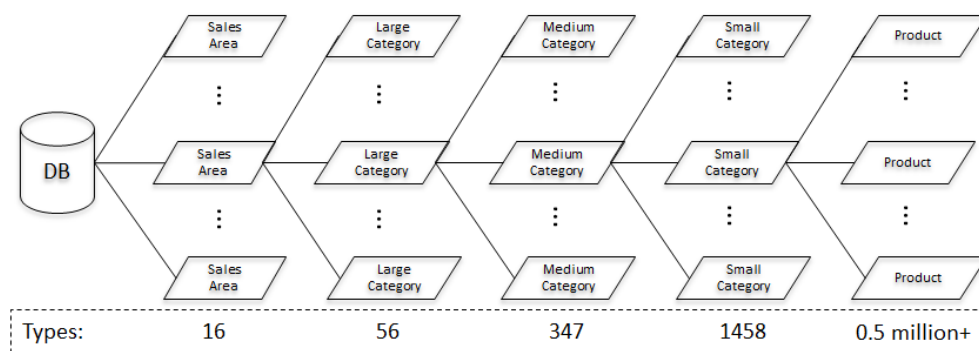 Sales
Area
Large
Category
Medium
Category
Small
Category
Product
DB
Sales
Area
Large
Category
Medium
Category
Small
Category
Product
Sales
Area
Large
Category
Medium
Category
Small
Category
Product
Types: 16 56 347 1458 0.5 million+